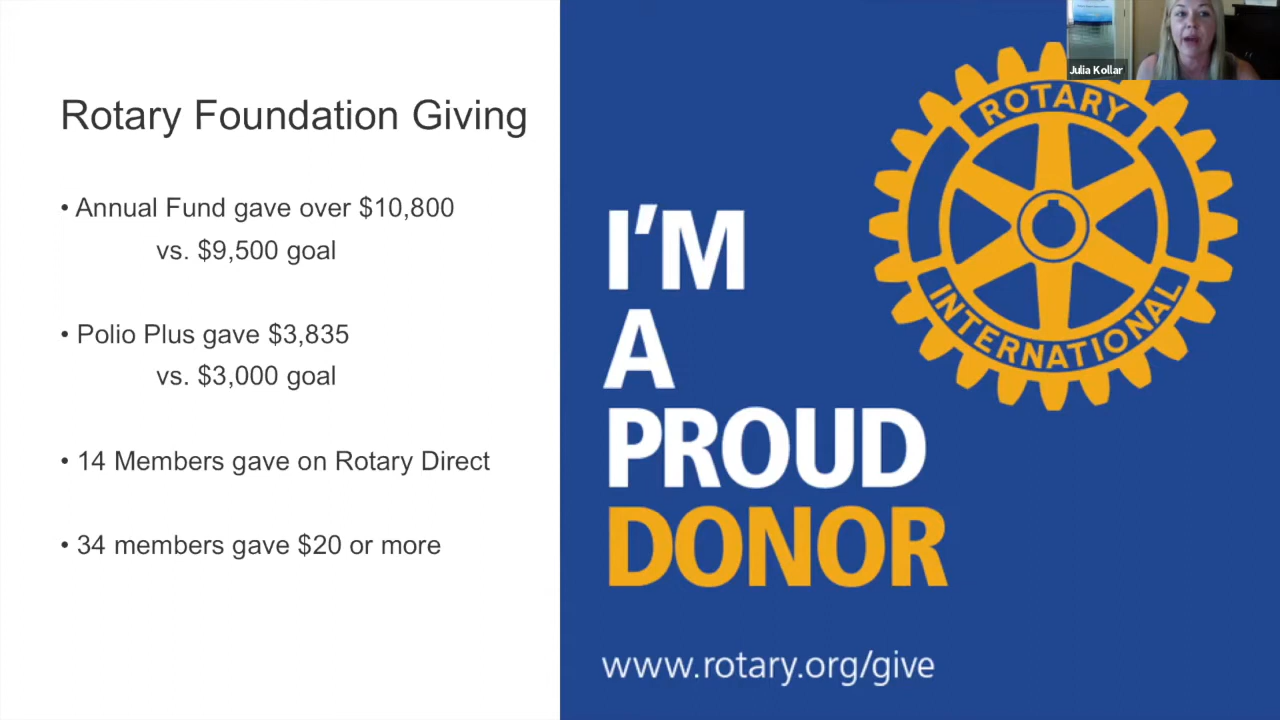 Rotary Foundation Giving
• Annual Fund gave over $10,800
vs. $9,500 goal
• Polio Plus gave $3,835
vs. $3,000 goal
• 14 Members gave on Rotary Direct
• 34 members gave $20 or more
I'M
A
PROUD
DONOR
www.rotary.org/give
ROTARY
INTERNATIONAL
Julia Kollar